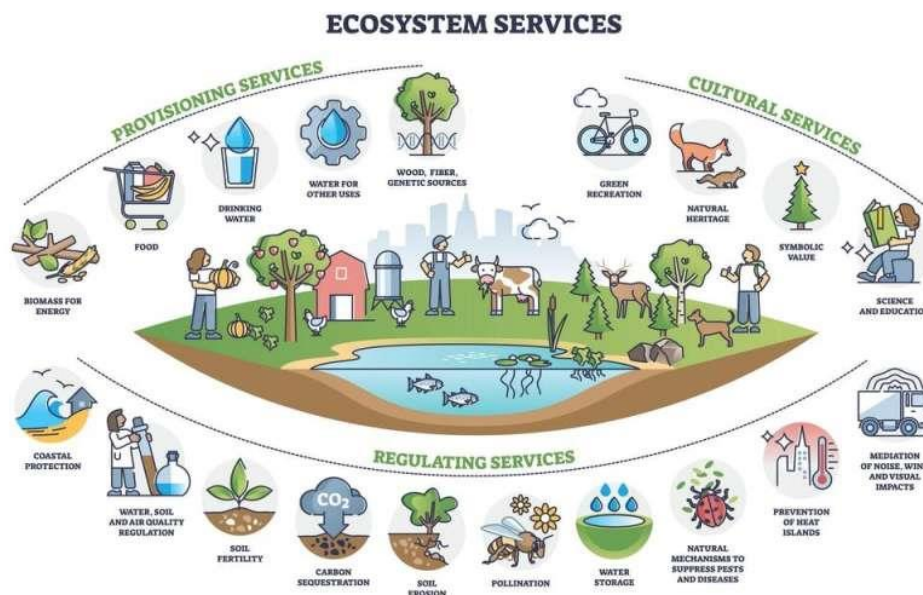 ECOSYSTEM SERVICES
PROVISIONING SERVICES
BIOMASS FOR
ENERGY
FOOD
DRINKING
WATER
WATER FOR
OTHER USES
WOOD, FIBER,
GENETIC SOURCES
CULTURAL SERVICES
GREEN
RECREATION
NATURAL
HERITAGE
SYMBOLIC
VALUE
SCIENCE
AND EDUCATIO
REGULATING SERVICES
COASTAL
PROTECTION
WATER, SOIL
AND AIR QUALITY
REGULATION
SOIL
FERTILITY
CO2
CARBON
SEQUESTRATION
SOIL
EROSION
POLLINATION
WATER
STORAGE
NATURAL
MECHANISMS TO
SUPPRESS PESTS
AND DISEASES
PREVENTION
OF HEAT
ISLANDS
MEDIATION
OF NOISE, WIN
AND VISUAL
IMPACTS